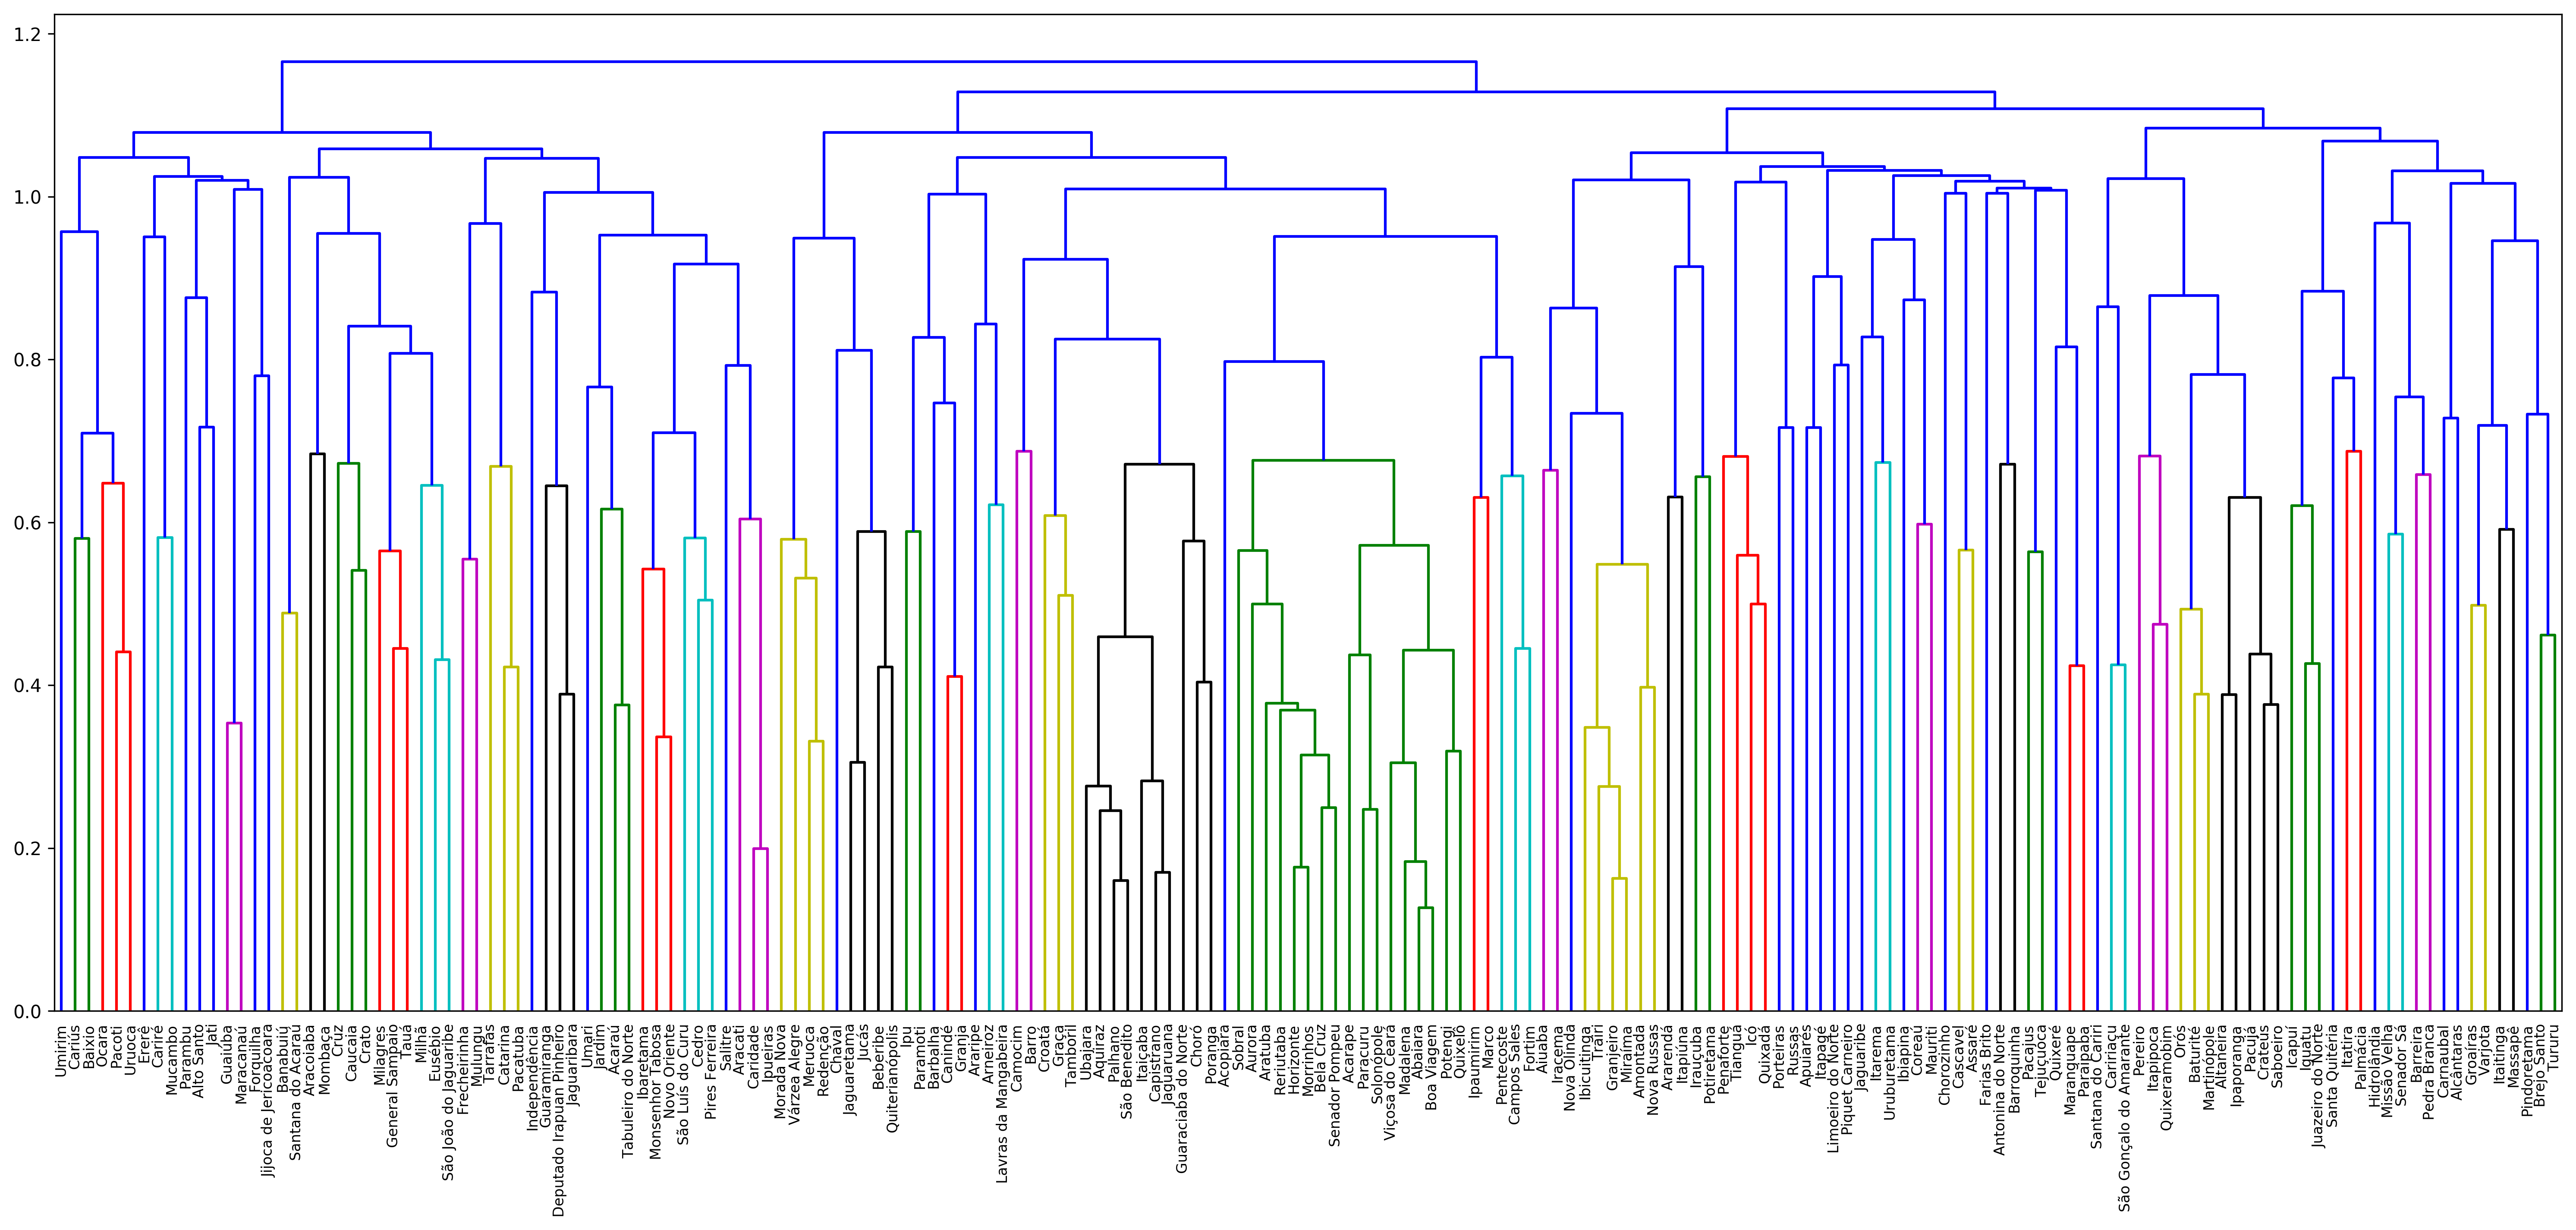 1.2
1.0
0.8
0.6
0.4
0.2
0.0
Umirim
Cariús
Baixio
Ocara
Pacoti
Uruoca
Ereré
Cariré
Mucambo
Parambu
Alto Santo
Jati
Guaiúba
Maracanaú
Forquilha
Jijoca de Jericoacoara
Banabuiú
Santana do Acaraú
Aracoiaba
Mombaça
Cruz
Caucaia
Crato
Milagres
General Sampaio
Tauá
Milhã
Eusébio
São João do Jaguaribe
Frecheirinha
Mulungu
Tarrafas
Catarina
Pacatuba
Independência
Guaramiranga
Deputado Irapuan Pinheiro
Jaguaribara
Umari
Jardim
Acaraú
Tabuleiro do Norte
Ibaretama
Monsenhor Tabosa
Novo Oriente
São Luís do Curu
Cedro
Pires Ferreira
Salitre
Aracati
Caridade
Ipueiras
Morada Nova
Várzea Alegre
Meruoca
Redenção
Chaval
Jaguaretama
Jucás
Beberibe
Quiterianópolis
Ipu
Paramoti
Barbalha
Canindé
Granja
Araripe
Arneiroz
Lavras da Mangabeira
Camocim
Barro
Croatá
Graça
Tamboril
Ubajara
Aquiraz
Palhano
São Benedito
Itaiçaba
Capistrano
Jaguaruana
Guaraciaba do Norte
Choró
Poranga
Acopiara
Sobral
Aurora
Aratuba
Reriutaba
Horizonte
Morrinhos
Bela Cruz
Senador Pompeu
Acarape
Paracuru
Solonópole
Viçosa do Ceará
Madalena
Abaiara
Boa Viagem
Potengi
Quixelô
Ipaumirim
Marco
Pentecoste
Campos Sales
Fortim
Aiuaba
Iracema
Nova Olinda
Ibicuitinga
Trairi
Granjeiro
Miraíma
Amontada
Nova Russas
Ararendá
Itapiúna
Irauçuba
Potiretama
Penaforte
Tianguá
Icó
Quixadá
Porteiras
Russas
Apuiarés
Itapajé
Limoeiro do Norte
Piquet Carneiro
Jaguaribe
Itarema
Uruburetama
Ibiapina
Coreaú
Mauriti
Chorozinho
Cascavel
Assaré
Farias Brito
Antonina do Norte
Barroquinha
Pacajus
Tejuçuoca
Quixeré
Maranguape
Paraipaba
Santana do Cariri
Caririaçu
São Gonçalo do Amarante
Pereiro
Itapipoca
Quixeramobim
Orós
Baturité
Martinópole
Altaneira
Ipaporanga
Pacujá
Crateus
Saboeiro
Icapuí
Iguatu
Juazeiro do Norte
Santa Quitéria
Itatira
Palmácia
Hidrolândia
Missão Velha
Senador Sá
Barreira
Pedra Branca
Carnaubal
Alcântaras
Groaíras
Varjota
Itaitinga
Massapê
Pindoretama
Brejo Santo
Tururu